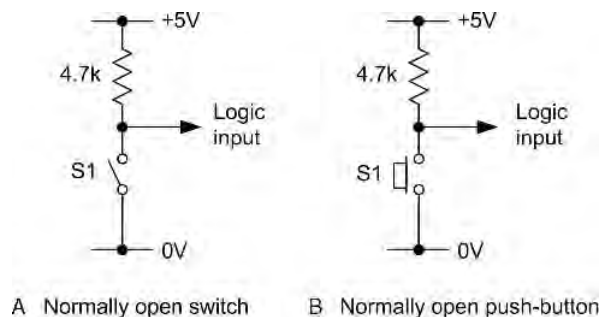 +5V
4.7k
Logic
input
S1
0V
A Normally open switch
+5V
4.7k
Logic
input
S1
0V
B Normally open push-button